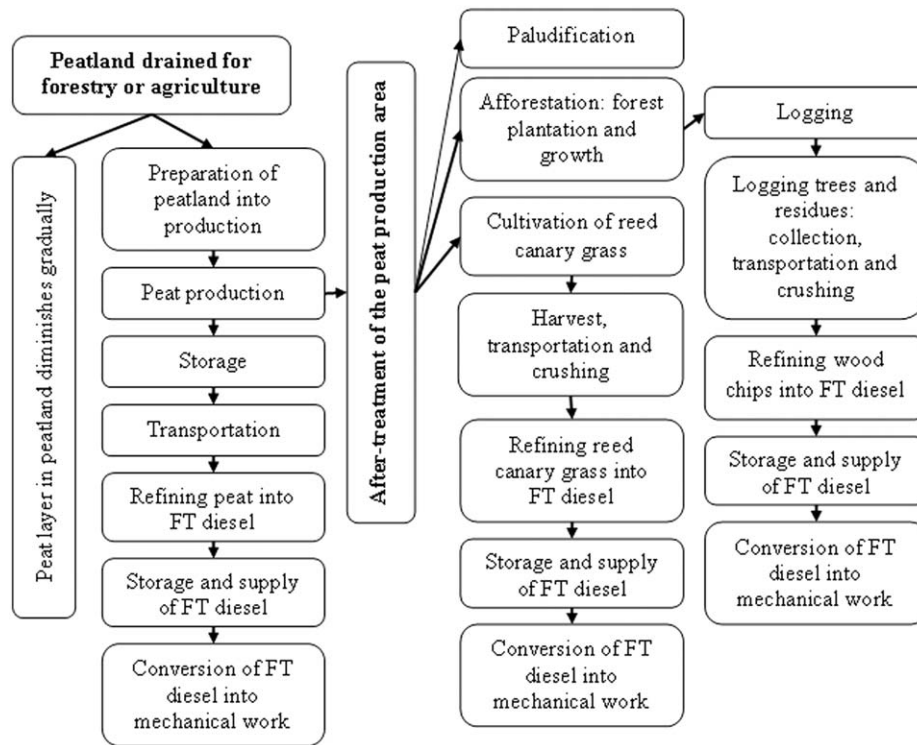 Peatland drained for
forestry or agriculture
Peat layer in peatland diminishes gradually
Preparation of
peatland into
production
Peat production
Storage
Transportation
Refining peat into
FT diesel
Storage and supply
of FT diesel
Conversion of FT
diesel into
mechanical work
After-treatment of the peat production area
Paludification
Afforestation: forest
plantation and
growth
Cultivation of reed
canary grass
Harvest,
transportation and
crushing
Refining reed
canary grass into
FT diesel
Storage and supply
of FT diesel
Conversion of FT
diesel into
mechanical work
Logging
Logging trees and
residues:
collection,
transportation and
crushing
Refining wood
chips into FT diesel
Storage and supply
of FT diesel
Conversion of FT
diesel into
mechanical work